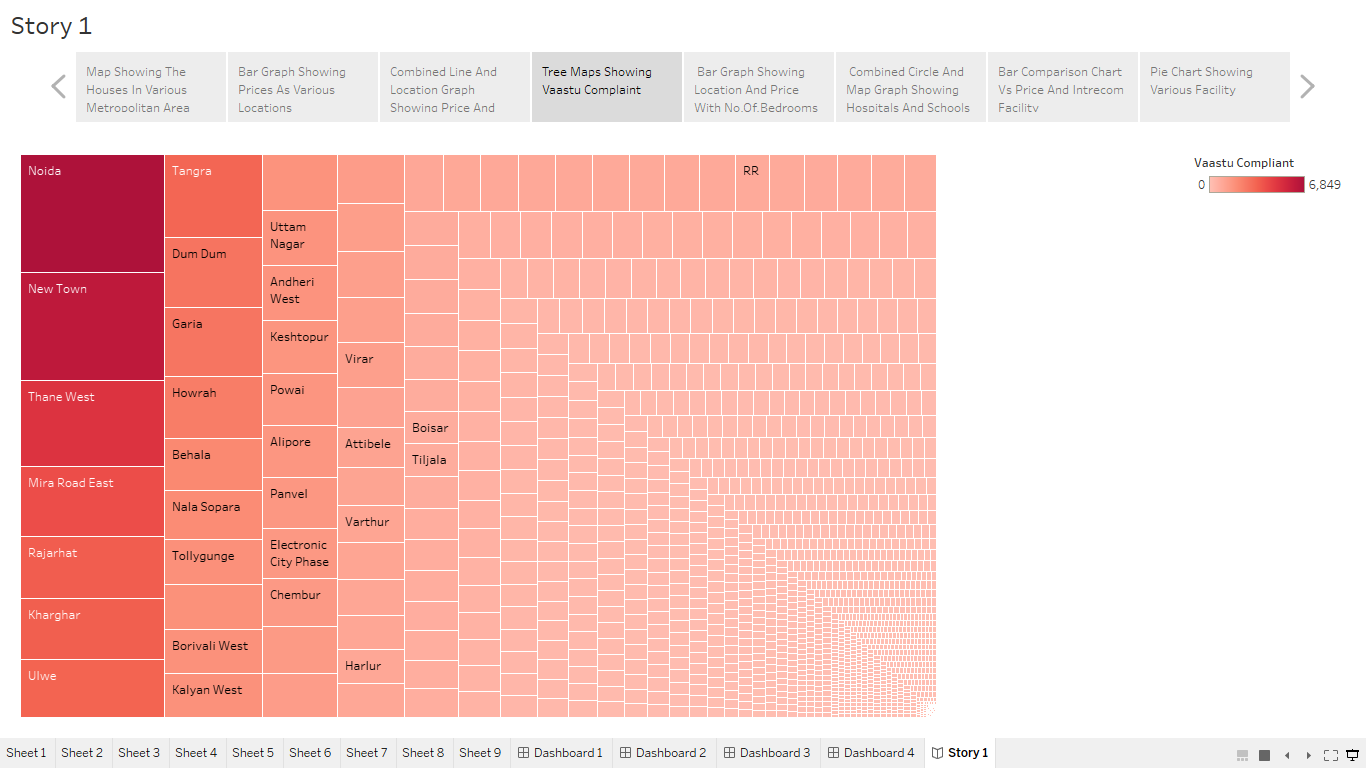 Story 1
Map Showing The
Houses In Various
Metropolitan Area
Bar Graph Showing
Prices As Various
Locations
Combined Line And
Location Graph
Showing Price And
Tree Maps Showing
Vaastu Complaint
Bar Graph Showing
Location And Price
With No.Of.Bedrooms
Combined Circle And
Map Graph Showing
Hospitals And Schools
Bar Comparison Chart
Vs Price And Intrecom
Facility
Pie Chart Showing
Various Facility
Vaastu Compliant
0 6,849
Noida
New Town
Thane West
Mira Road East
Rajarhat
Kharghar
Ulwe
Tangra
Dum Dum
Garia
Howrah
Behala
Nala Sopara
Tollygunge
Borivali West
Kalyan West
Uttam
Nagar
Andheri
West
Keshtopur
Powai
Alipore
Panvel
Electronic
City Phase
Chembur
Virar
Attibele
Varthur
Harlur
Boisar
Tiljala
RR
Sheet 1 Sheet 2 Sheet 3 Sheet 4 Sheet 5 Sheet 6 Sheet 7 Sheet 8 Sheet 9 Dashboard 1 Dashboard 2 Dashboard 3 Dashboard 4 Story 1